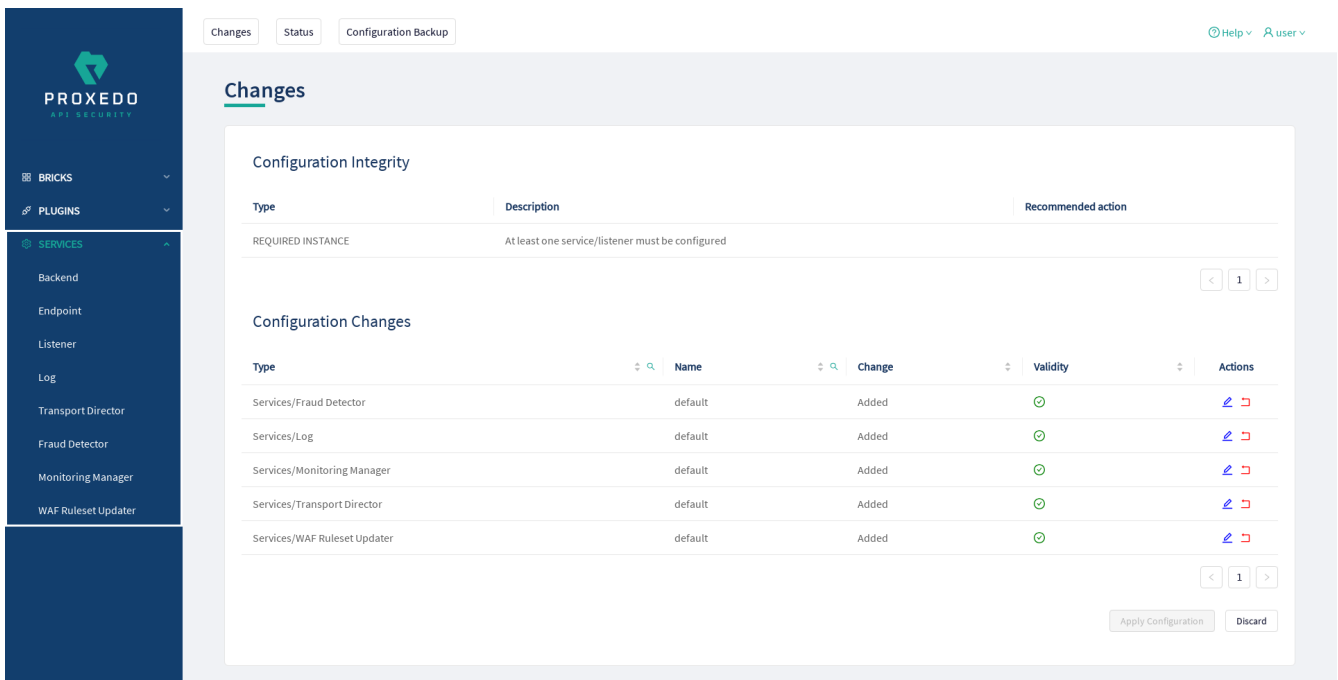 Changes Status Configuration Backup Help user
PROXEDO
API SECURITY
BRICKS
PLUGINS
SERVICES
Backend
Endpoint
Listener
Log
Transport Director
Fraud Detector
Monitoring Manager
WAF Ruleset Updater
Changes
Configuration Integrity
Type Description Recommended action
REQUIRED INSTANCE At least one service/listener must be configured
< 1 >
Configuration Changes
Type Name Change Validity Actions
Services/Fraud Detector default Added
Services/Log default Added
Services/Monitoring Manager default Added
Services/Transport Director default Added
Services/WAF Ruleset Updater default Added
< 1 >
Apply Configuration Discard